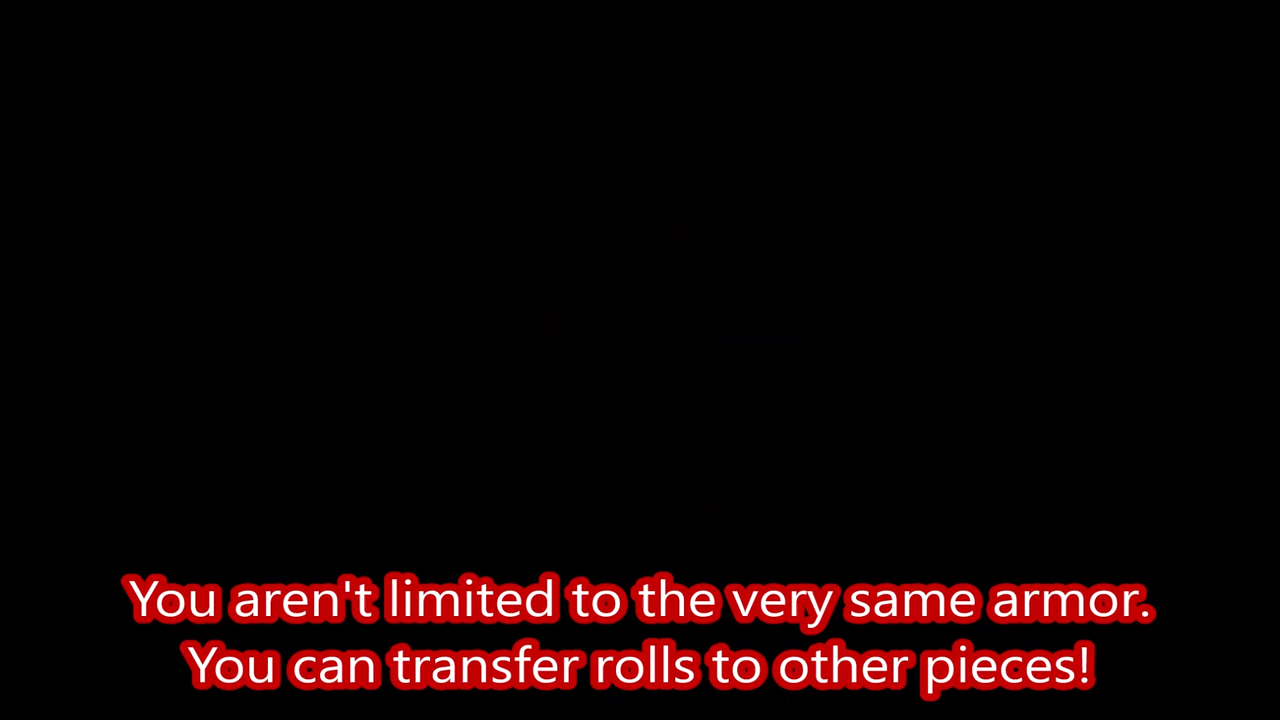 You aren't limited to the very same armor.
You can transfer rolls to other pieces!